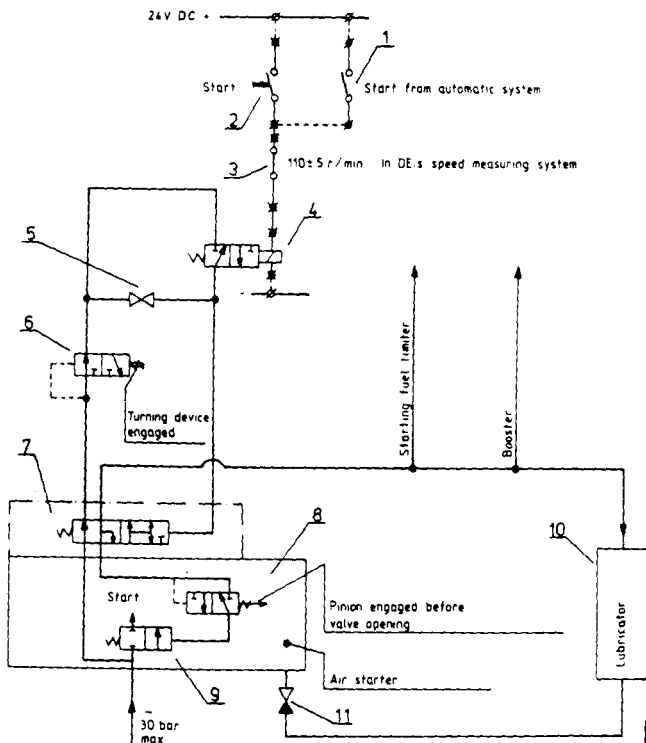 24V DC +
1
Start
Start from automatic system
2
3
110 ± 5 r/min In DE.s speed measuring system
4
5
6
Turning device
engaged
Starting fuel limiter
Booster
7
8
10
Start
Pinion engaged before
valve opening
Lubricator
Air starter
9
11
30 bar
max